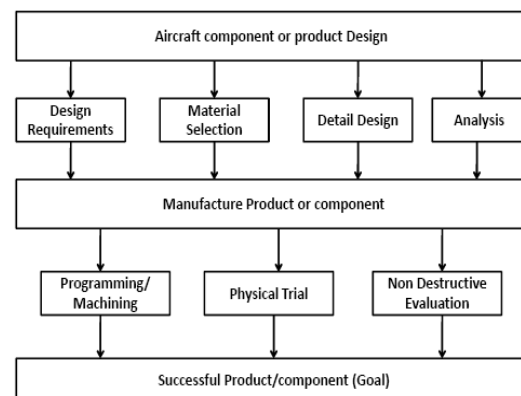 Aircraft component or product Design
Design
Requirements
Material
Selection
Detail Design
Analysis
Manufacture Product or component
Programming/
Machining
Physical Trial
Non Destructive
Evaluation
Successful Product/component (Goal)